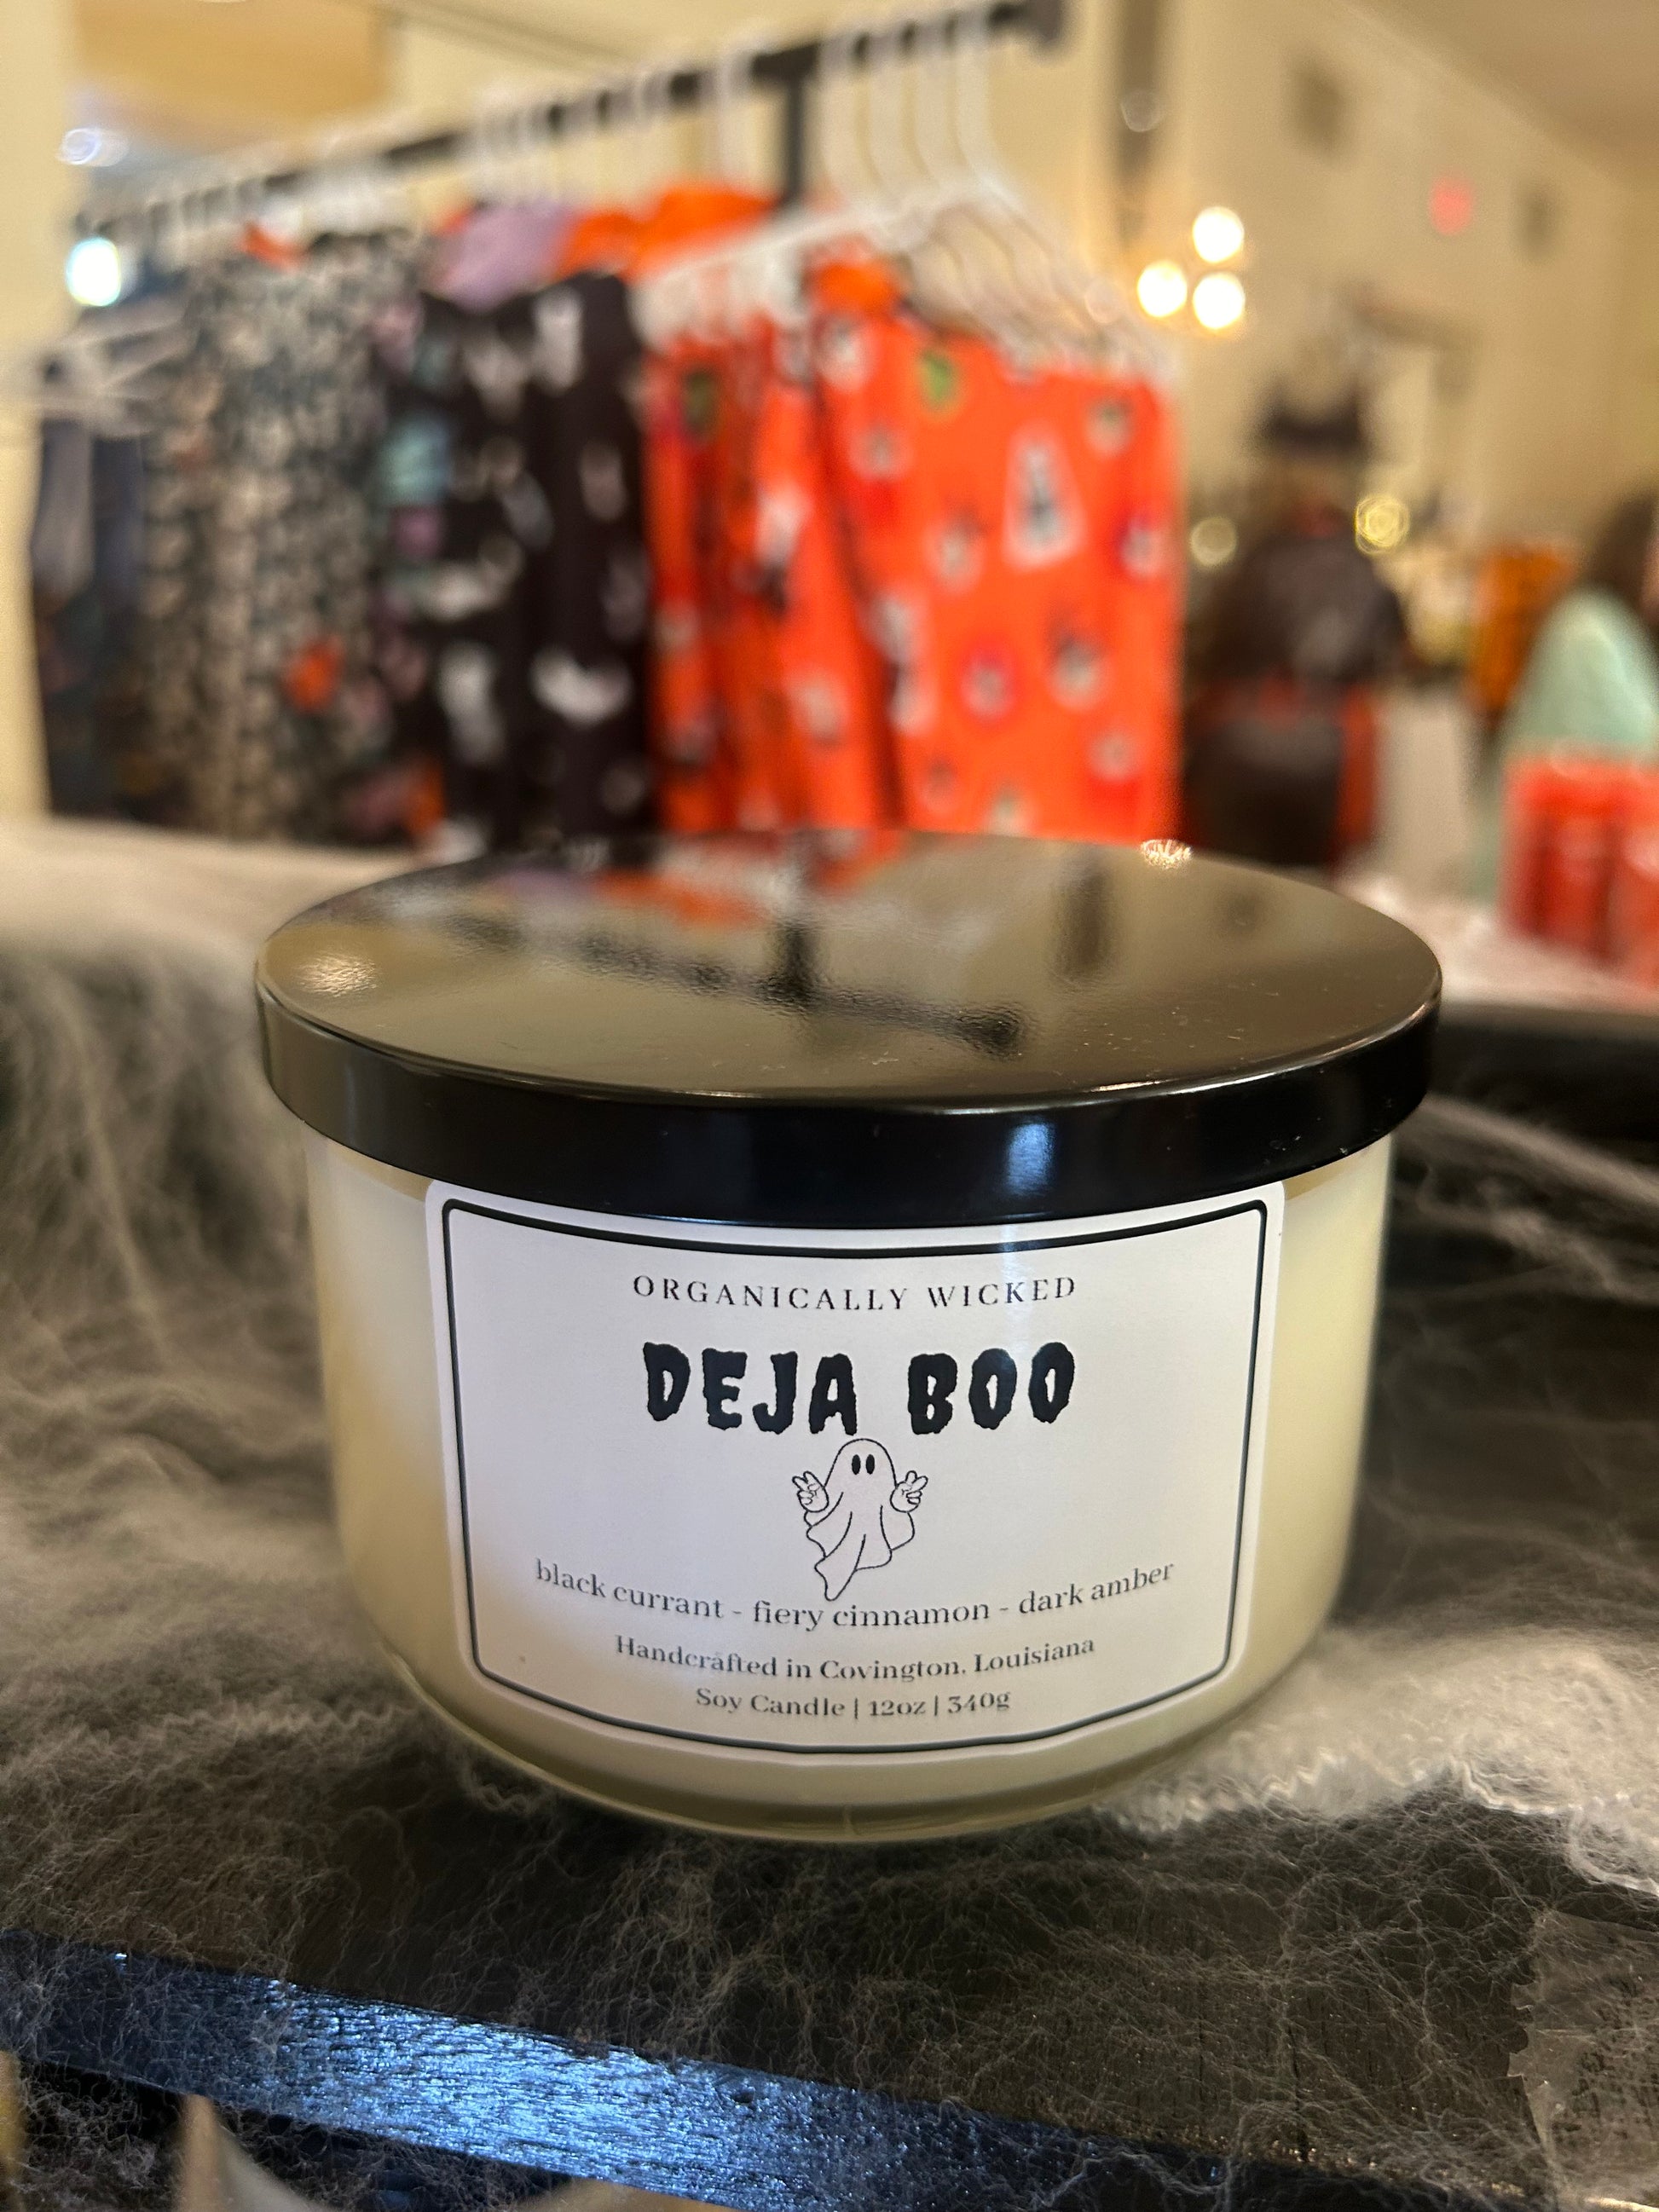 ORGANICALLY WICKED
DEJA BOO
black currant - fiery cinnamon - dark amber
Handcrafted in Covington, Louisiana
Soy Candle | 12oz | 340g